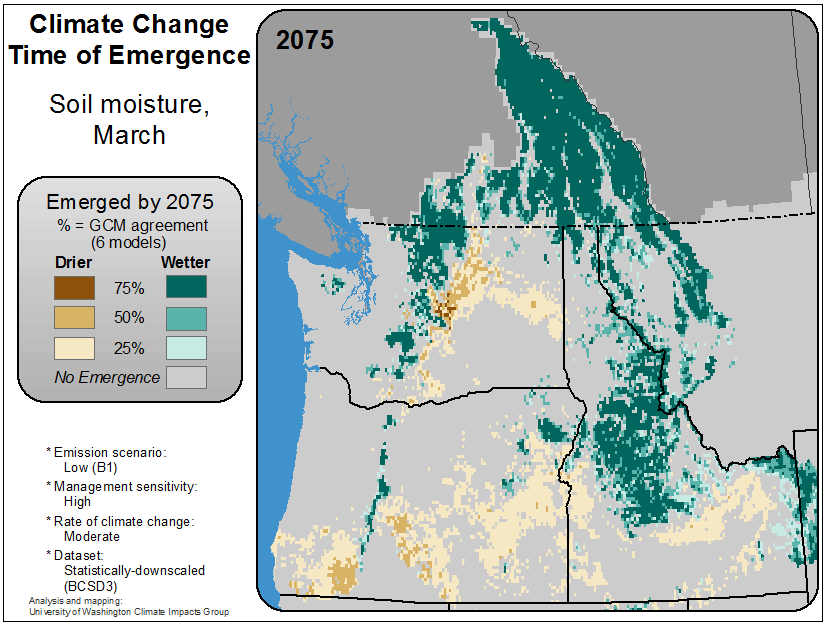 Climate Change
Time of Emergence
Soil moisture,
March
2075
Emerged by 2075
% = GCM agreement
(6 models)
Drier Wetter
75%
50%
25%
No Emergence
* Emission scenario:
Low (B1)
* Management sensitivity:
High
* Rate of climate change:
Moderate
* Dataset:
Statistically-downscaled
(BCSD3)
Analysis and mapping:
University of Washington Climate Impacts Group